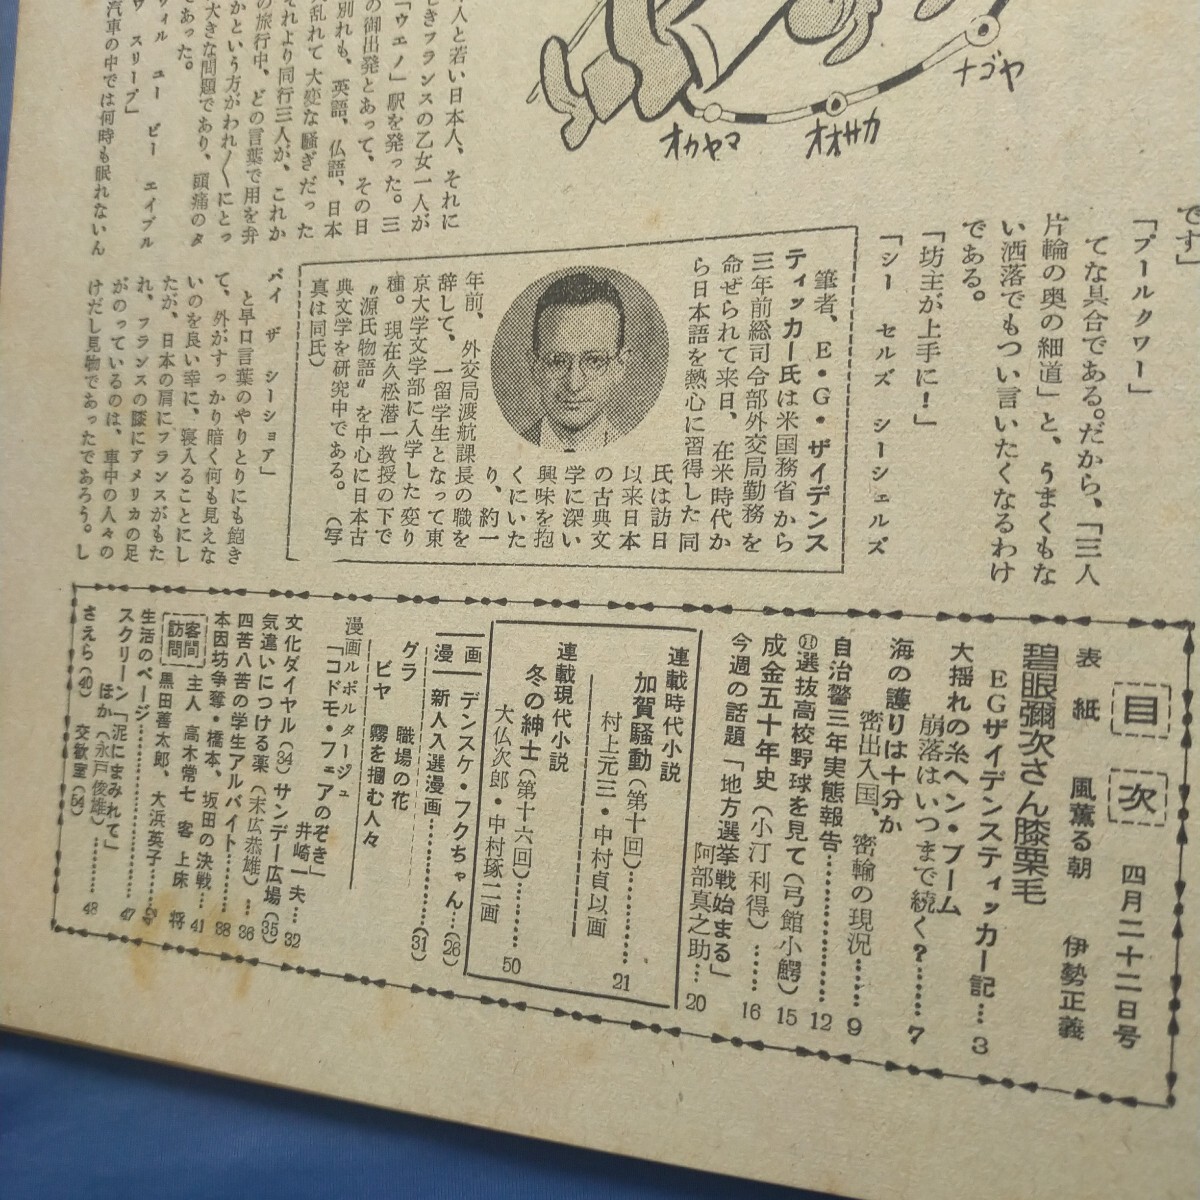 ナゴヤ
オオサカ
オカヤマ
です」
「プールクワー」
てな具合である。だから、「三人
片輪の奥の細道」と、うまくもな
い洒落でもつい言いたくなるわけ
である。
「坊主が上手に!」
「シー セルズ シーシェルズ
人と若い日本人、それに
きフランスの乙女一人が
「ウエノ」駅を発った。三
の御出発とあって、その日
別れも、英語、仏語、日本
乱れて大変な騒ぎだった
それより同行三人が、これか
の旅行中、どの言葉で用を弁
かという方がわれ〱にとっ
大きな問題であり、頭痛のタ
であった。
ウィル ユー ビー エイブル
スリープ」
汽車の中では何時も眠れないん
筆者、E・G・ザイデンス
ティッカー氏は米国務省から
三年前総司令部外交局勤務を
命ぜられて来日、在米時代か
ら日本語を熱心に習得した同
氏は訪日
以来日本
の古典文
学に深い
興味を抱
くにいた
り、約一
年前、外交局渡航課長の職を
辞して、一留学生となって東
京大学文学部に入学した変り
種。現在久松潜一教授の下で
〝源氏物語〟を中心に日本古
典文学を研究中である。(写
真は同氏)
バイ ザ シーショア」
と早口言葉のやりとりにも飽き
て、外がすっかり暗く何も見えな
いのを良い幸に、寝入ることにし
たが、日本の肩にフランスがもた
れ、フランスの膝にアメリカの足
がのっているのは、車中の人々の
けだし見物であったであろう。し
目次 四月二十二日号
表紙 風薫る朝 伊勢正義
碧眼彌次さん膝栗毛
EGザイデンスティッカー記…3
大揺れの糸ヘン・ブーム
崩落はいつまで続く?……7
海の護りは十分か
密出入国、密輸の現況……9
自治警三年実態報告…………12
選抜高校野球を見て(弓館小鰐)15
成金五十年史(小汀利得)……16
今週の話題「地方選挙戦始まる」
阿部真之助…20
連載時代小説
加賀騒動(第十回)…………21
村上元三・中村貞以画
連載現代小説
冬の紳士(第十六回)………50
大仏次郎・中村琢二画
漫画 デンスケ・フクちゃん…(26)
新人入選漫画…………(31)
グラビヤ 職場の花
霧を摑む人々
漫画ルポルタージュ
「コドモ・フェアのぞき」
井崎一夫…32
文化ダイヤル(34)サンデー広場(35)
気違いにつける薬(末広恭雄)…36
四苦八苦の学生アルバイト……38
本因坊争奪・橋本、坂田の決戦…41
客間訪問 主人 高木常七 客 上床 将
黒田善太郎、大浜英子
生活のページ
スクリーン「泥にまみれて」
ほか(永戸俊雄)………48
さえら(40) 交歓室(54)
47